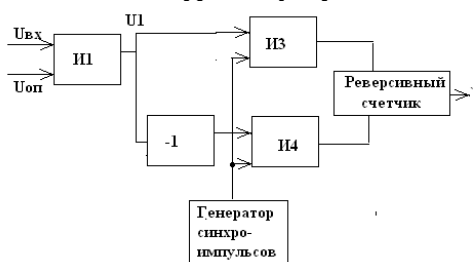 U1
Uвх
Uоп
И1
И3
Реверсивный
счетчик
-1
И4
Генератор
синхро-
импульсов